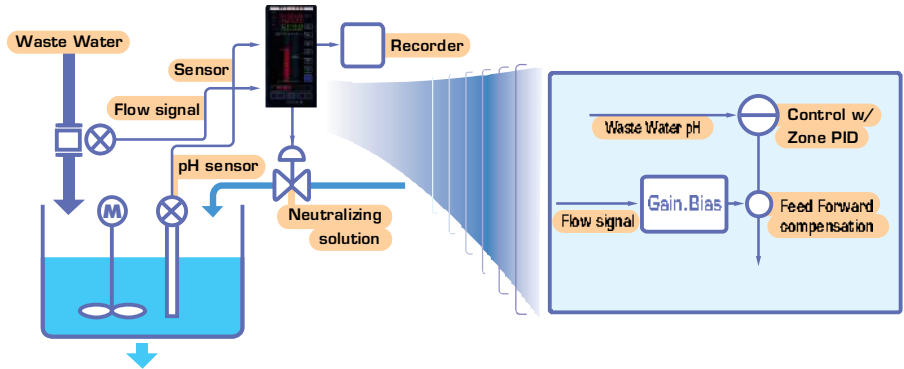 Waste Water
Sensor
Recorder
Flow signal
pH sensor
M
Neutralizing
solution
Waste Water pH
Control w/
Zone PID
Flow signal
Gain.Bias
Feed Forward
compensation